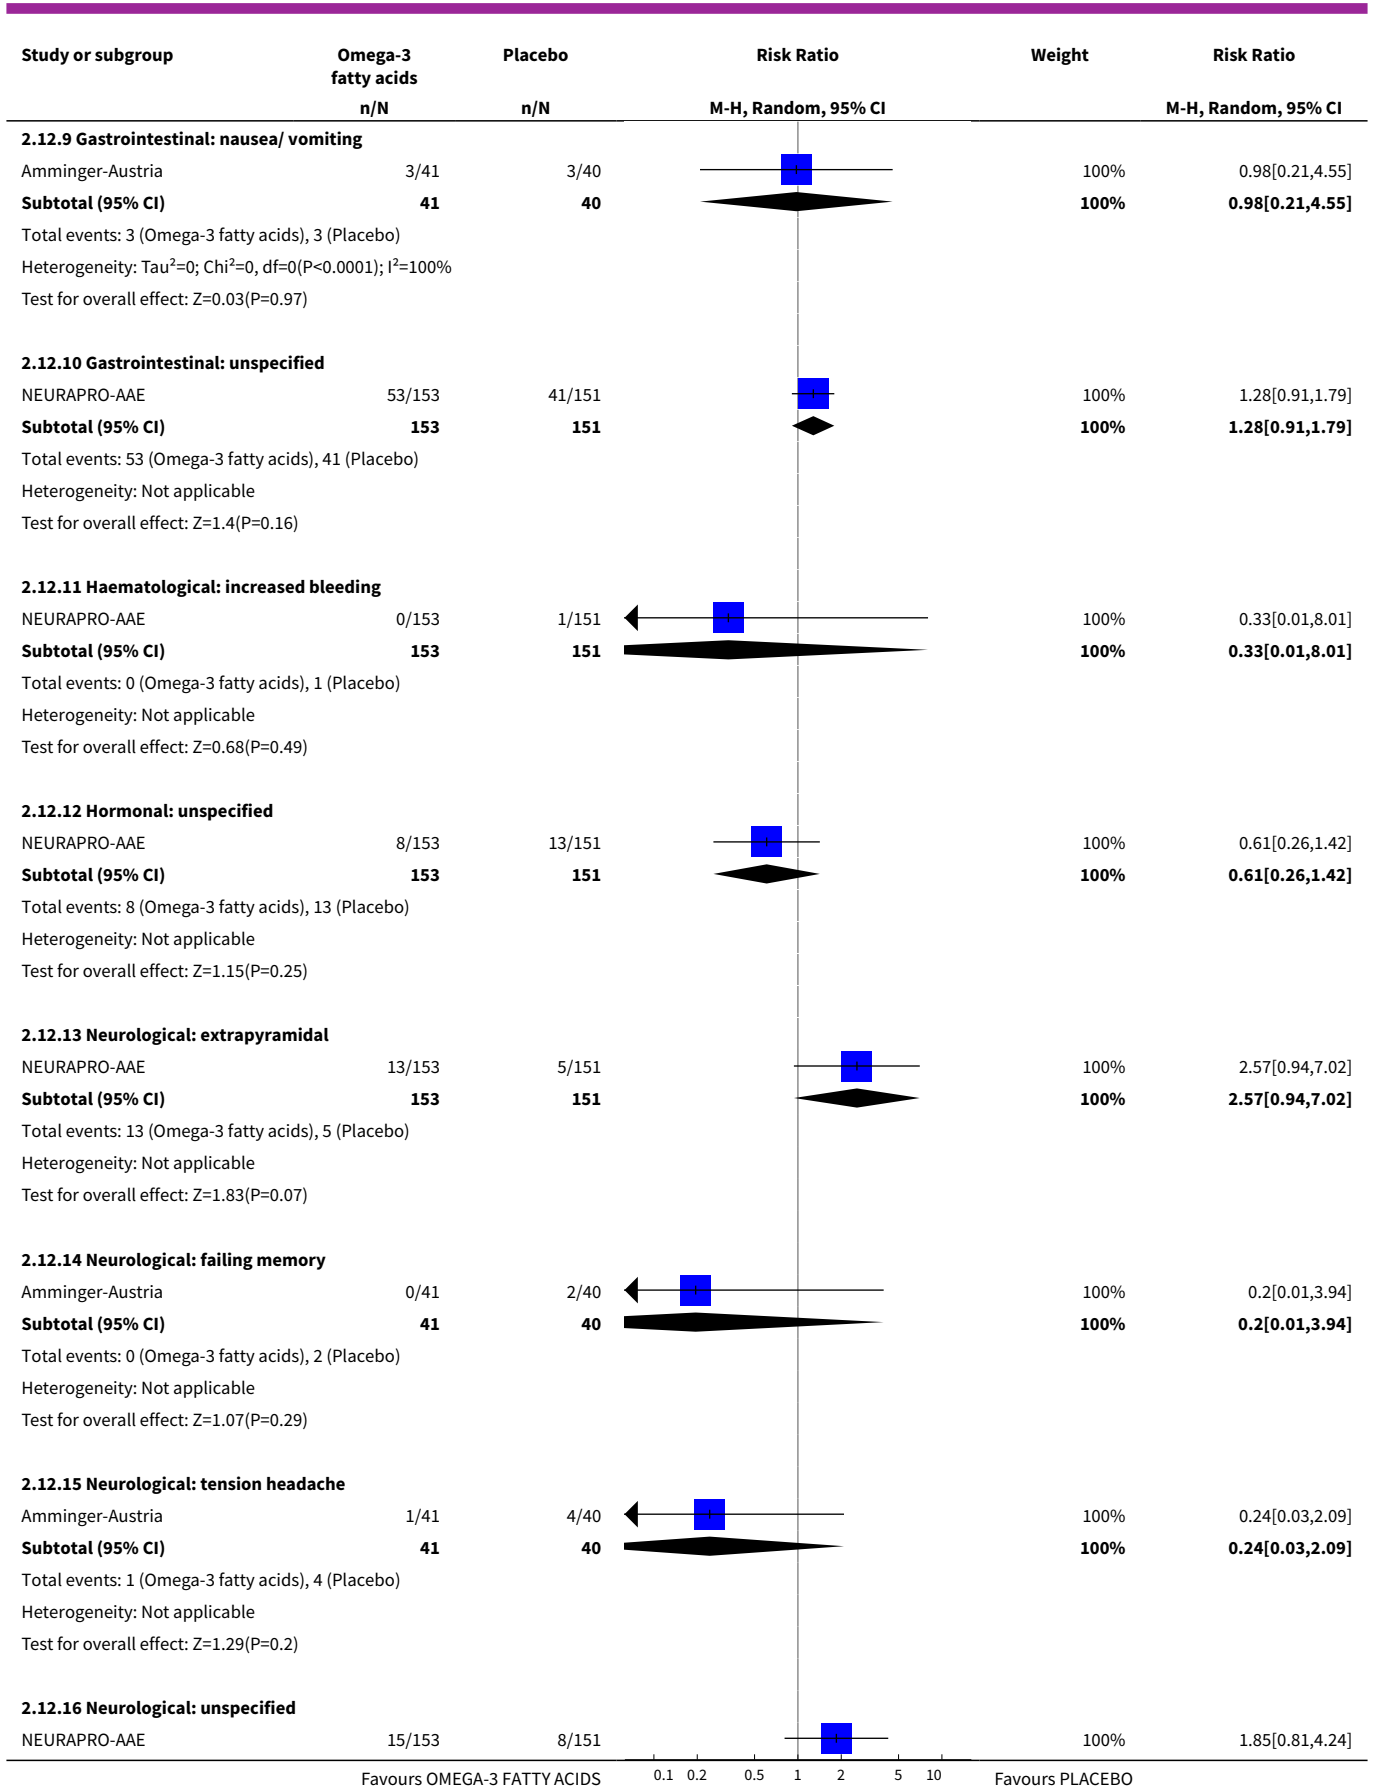 Study or subgroup Omega-3 fatty acids Placebo Risk Ratio Weight Risk Ratio
n/N n/N M-H, Random, 95% CI M-H, Random, 95% CI
2.12.9 Gastrointestinal: nausea/ vomiting
Amminger-Austria 3/41 3/40 100% 0.98[0.21,4.55]
Subtotal (95% CI) 41 40 100% 0.98[0.21,4.55]
Total events: 3 (Omega-3 fatty acids), 3 (Placebo)
Heterogeneity: Tau²=0; Chi²=0, df=0(P<0.0001); I²=100%
Test for overall effect: Z=0.03(P=0.97)
2.12.10 Gastrointestinal: unspecified
NEURAPRO-AAE 53/153 41/151 100% 1.28[0.91,1.79]
Subtotal (95% CI) 153 151 100% 1.28[0.91,1.79]
Total events: 53 (Omega-3 fatty acids), 41 (Placebo)
Heterogeneity: Not applicable
Test for overall effect: Z=1.4(P=0.16)
2.12.11 Haematological: increased bleeding
NEURAPRO-AAE 0/153 1/151 100% 0.33[0.01,8.01]
Subtotal (95% CI) 153 151 100% 0.33[0.01,8.01]
Total events: 0 (Omega-3 fatty acids), 1 (Placebo)
Heterogeneity: Not applicable
Test for overall effect: Z=0.68(P=0.49)
2.12.12 Hormonal: unspecified
NEURAPRO-AAE 8/153 13/151 100% 0.61[0.26,1.42]
Subtotal (95% CI) 153 151 100% 0.61[0.26,1.42]
Total events: 8 (Omega-3 fatty acids), 13 (Placebo)
Heterogeneity: Not applicable
Test for overall effect: Z=1.15(P=0.25)
2.12.13 Neurological: extrapyramidal
NEURAPRO-AAE 13/153 5/151 100% 2.57[0.94,7.02]
Subtotal (95% CI) 153 151 100% 2.57[0.94,7.02]
Total events: 13 (Omega-3 fatty acids), 5 (Placebo)
Heterogeneity: Not applicable
Test for overall effect: Z=1.83(P=0.07)
2.12.14 Neurological: failing memory
Amminger-Austria 0/41 2/40 100% 0.2[0.01,3.94]
Subtotal (95% CI) 41 40 100% 0.2[0.01,3.94]
Total events: 0 (Omega-3 fatty acids), 2 (Placebo)
Heterogeneity: Not applicable
Test for overall effect: Z=1.07(P=0.29)
2.12.15 Neurological: tension headache
Amminger-Austria 1/41 4/40 100% 0.24[0.03,2.09]
Subtotal (95% CI) 41 40 100% 0.24[0.03,2.09]
Total events: 1 (Omega-3 fatty acids), 4 (Placebo)
Heterogeneity: Not applicable
Test for overall effect: Z=1.29(P=0.2)
2.12.16 Neurological: unspecified
NEURAPRO-AAE 15/153 8/151 100% 1.85[0.81,4.24]
Favours OMEGA-3 FATTY ACIDS 0.1 0.2 0.5 1 2 5 10 Favours PLACEBO